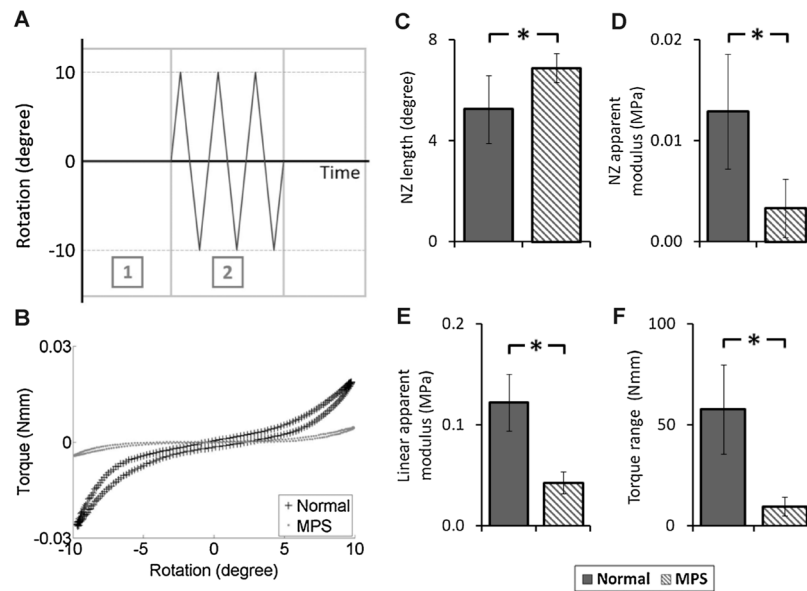 A
Rotation (degree)
10
0
-10
Time
1
2
B
Torque (Nmm)
0.03
0
-0.03
-10
-5
0
5
10
Rotation (degree)
Normal
MPS
C
NZ length (degree)
8
4
0
*
D
NZ apparent
modulus (MPa)
0.02
0.01
0.00
*
E
Linear apparent
modulus (MPa)
0.2
0.1
0.0
*
F
Torque range (Nmm)
100
50
0
*
Normal
MPS